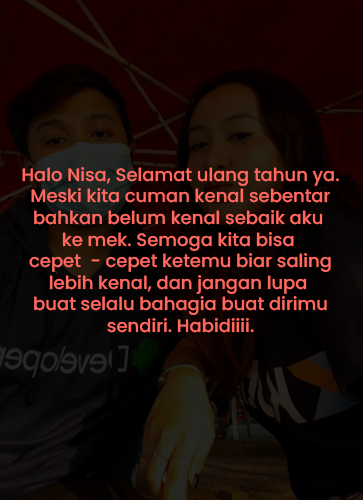 Halo Nisa, Selamat ulang tahun ya.
Meski kita cuman kenal sebentar
bahkan belum kenal sebaik aku
ke mek. Semoga kita bisa
cepet - cepet ketemu biar saling
lebih kenal, dan jangan lupa
buat selalu bahagia buat dirimu
sendiri. Habidiiii.